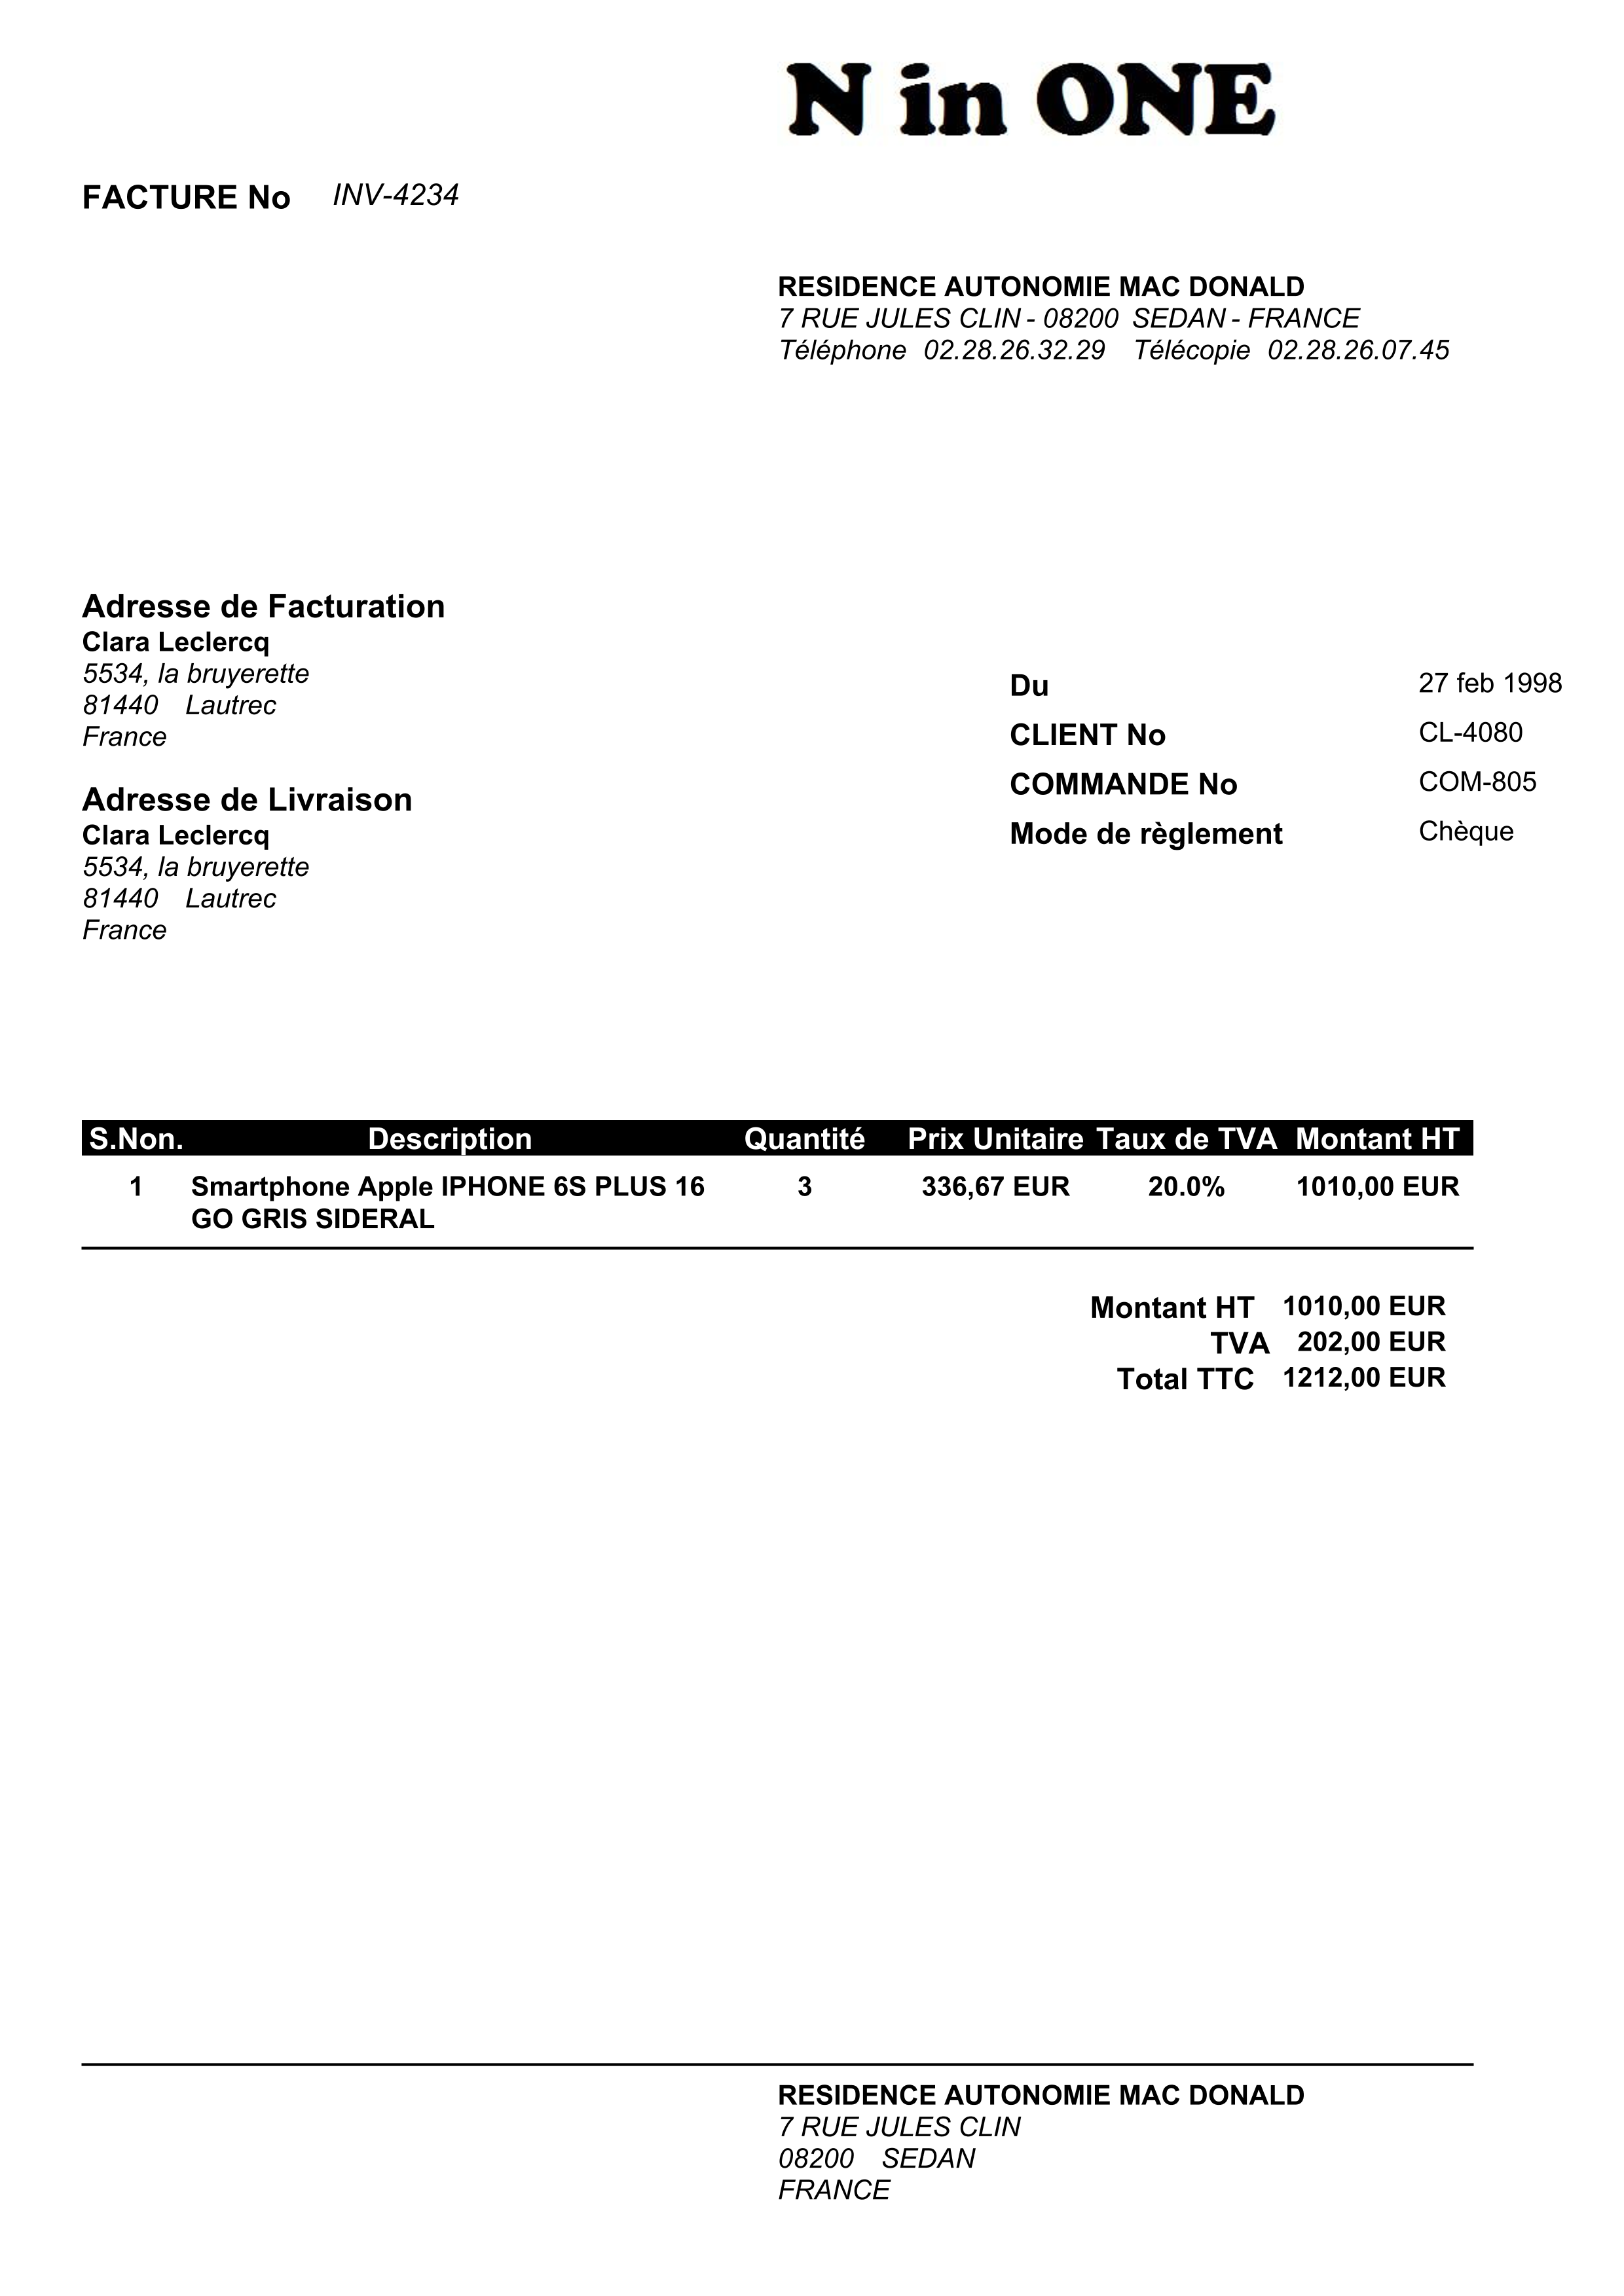 N in ONE
FACTURE No INV-4234
RESIDENCE AUTONOMIE MAC DONALD
7 RUE JULES CLIN - 08200 SEDAN - FRANCE
Téléphone 02.28.26.32.29 Télécopie 02.28.26.07.45
Adresse de Facturation
Clara Leclercq
5534, la bruyerette
81440 Lautrec
France
Du 27 feb 1998
CLIENT No CL-4080
COMMANDE No COM-805
Mode de règlement Chèque
Adresse de Livraison
Clara Leclercq
5534, la bruyerette
81440 Lautrec
France
S.Non. Description Quantité Prix Unitaire Taux de TVA Montant HT
1 Smartphone Apple IPHONE 6S PLUS 16 3 336,67 EUR 20.0% 1010,00 EUR
GO GRIS SIDERAL
Montant HT 1010,00 EUR
TVA 202,00 EUR
Total TTC 1212,00 EUR
RESIDENCE AUTONOMIE MAC DONALD
7 RUE JULES CLIN
08200 SEDAN
FRANCE